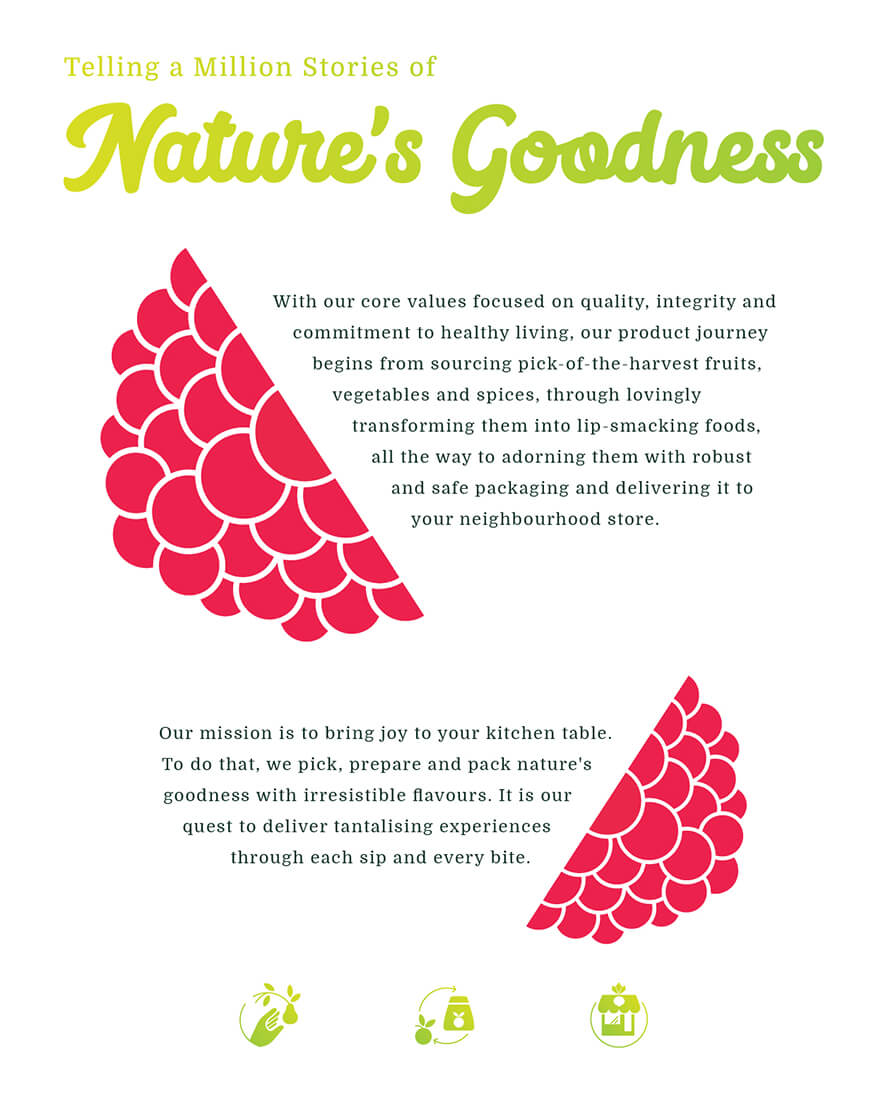 Telling a Million Stories of
Nature's Goodness
With our core values focused on quality, integrity and
commitment to healthy living, our product journey
begins from sourcing pick-of-the-harvest fruits,
vegetables and spices, through lovingly
transforming them into lip-smacking foods,
all the way to adorning them with robust
and safe packaging and delivering it to
your neighbourhood store.
Our mission is to bring joy to your kitchen table.
To do that, we pick, prepare and pack nature's
goodness with irresistible flavours. It is our
quest to deliver tantalising experiences
through each sip and every bite.